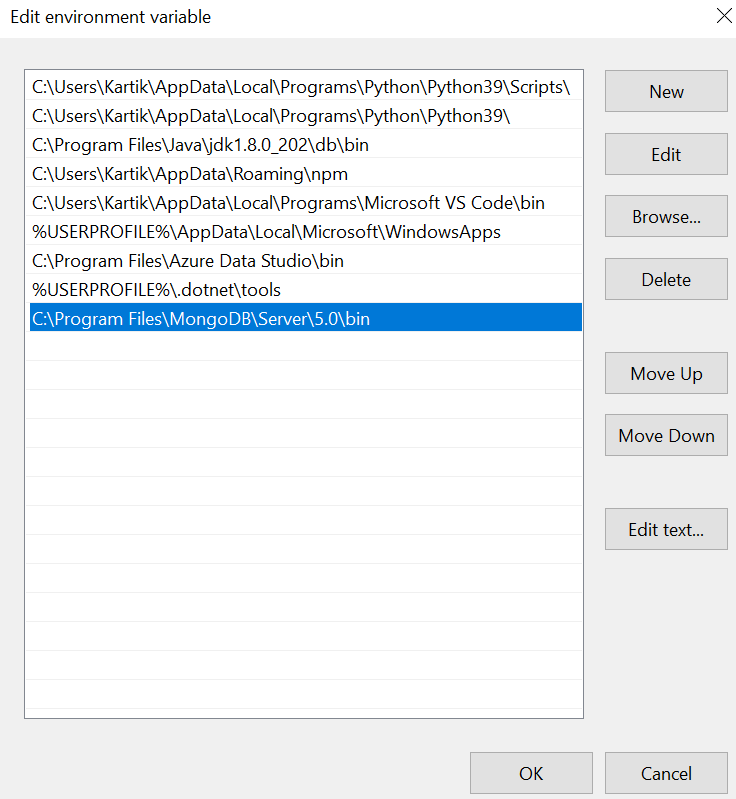 Edit environment variable
C:\Users\Kartik\AppData\Local\Programs\Python\Python39\Scripts\
C:\Users\Kartik\AppData\Local\Programs\Python\Python39\
C:\Program Files\Java\jdk1.8.0_202\db\bin
C:\Users\Kartik\AppData\Roaming\npm
C:\Users\Kartik\AppData\Local\Programs\Microsoft VS Code\bin
%USERPROFILE%\AppData\Local\Microsoft\WindowsApps
C:\Program Files\Azure Data Studio\bin
%USERPROFILE%\.dotnet\tools
C:\Program Files\MongoDB\Server\5.0\bin
New
Edit
Browse...
Delete
Move Up
Move Down
Edit text...
OK
Cancel